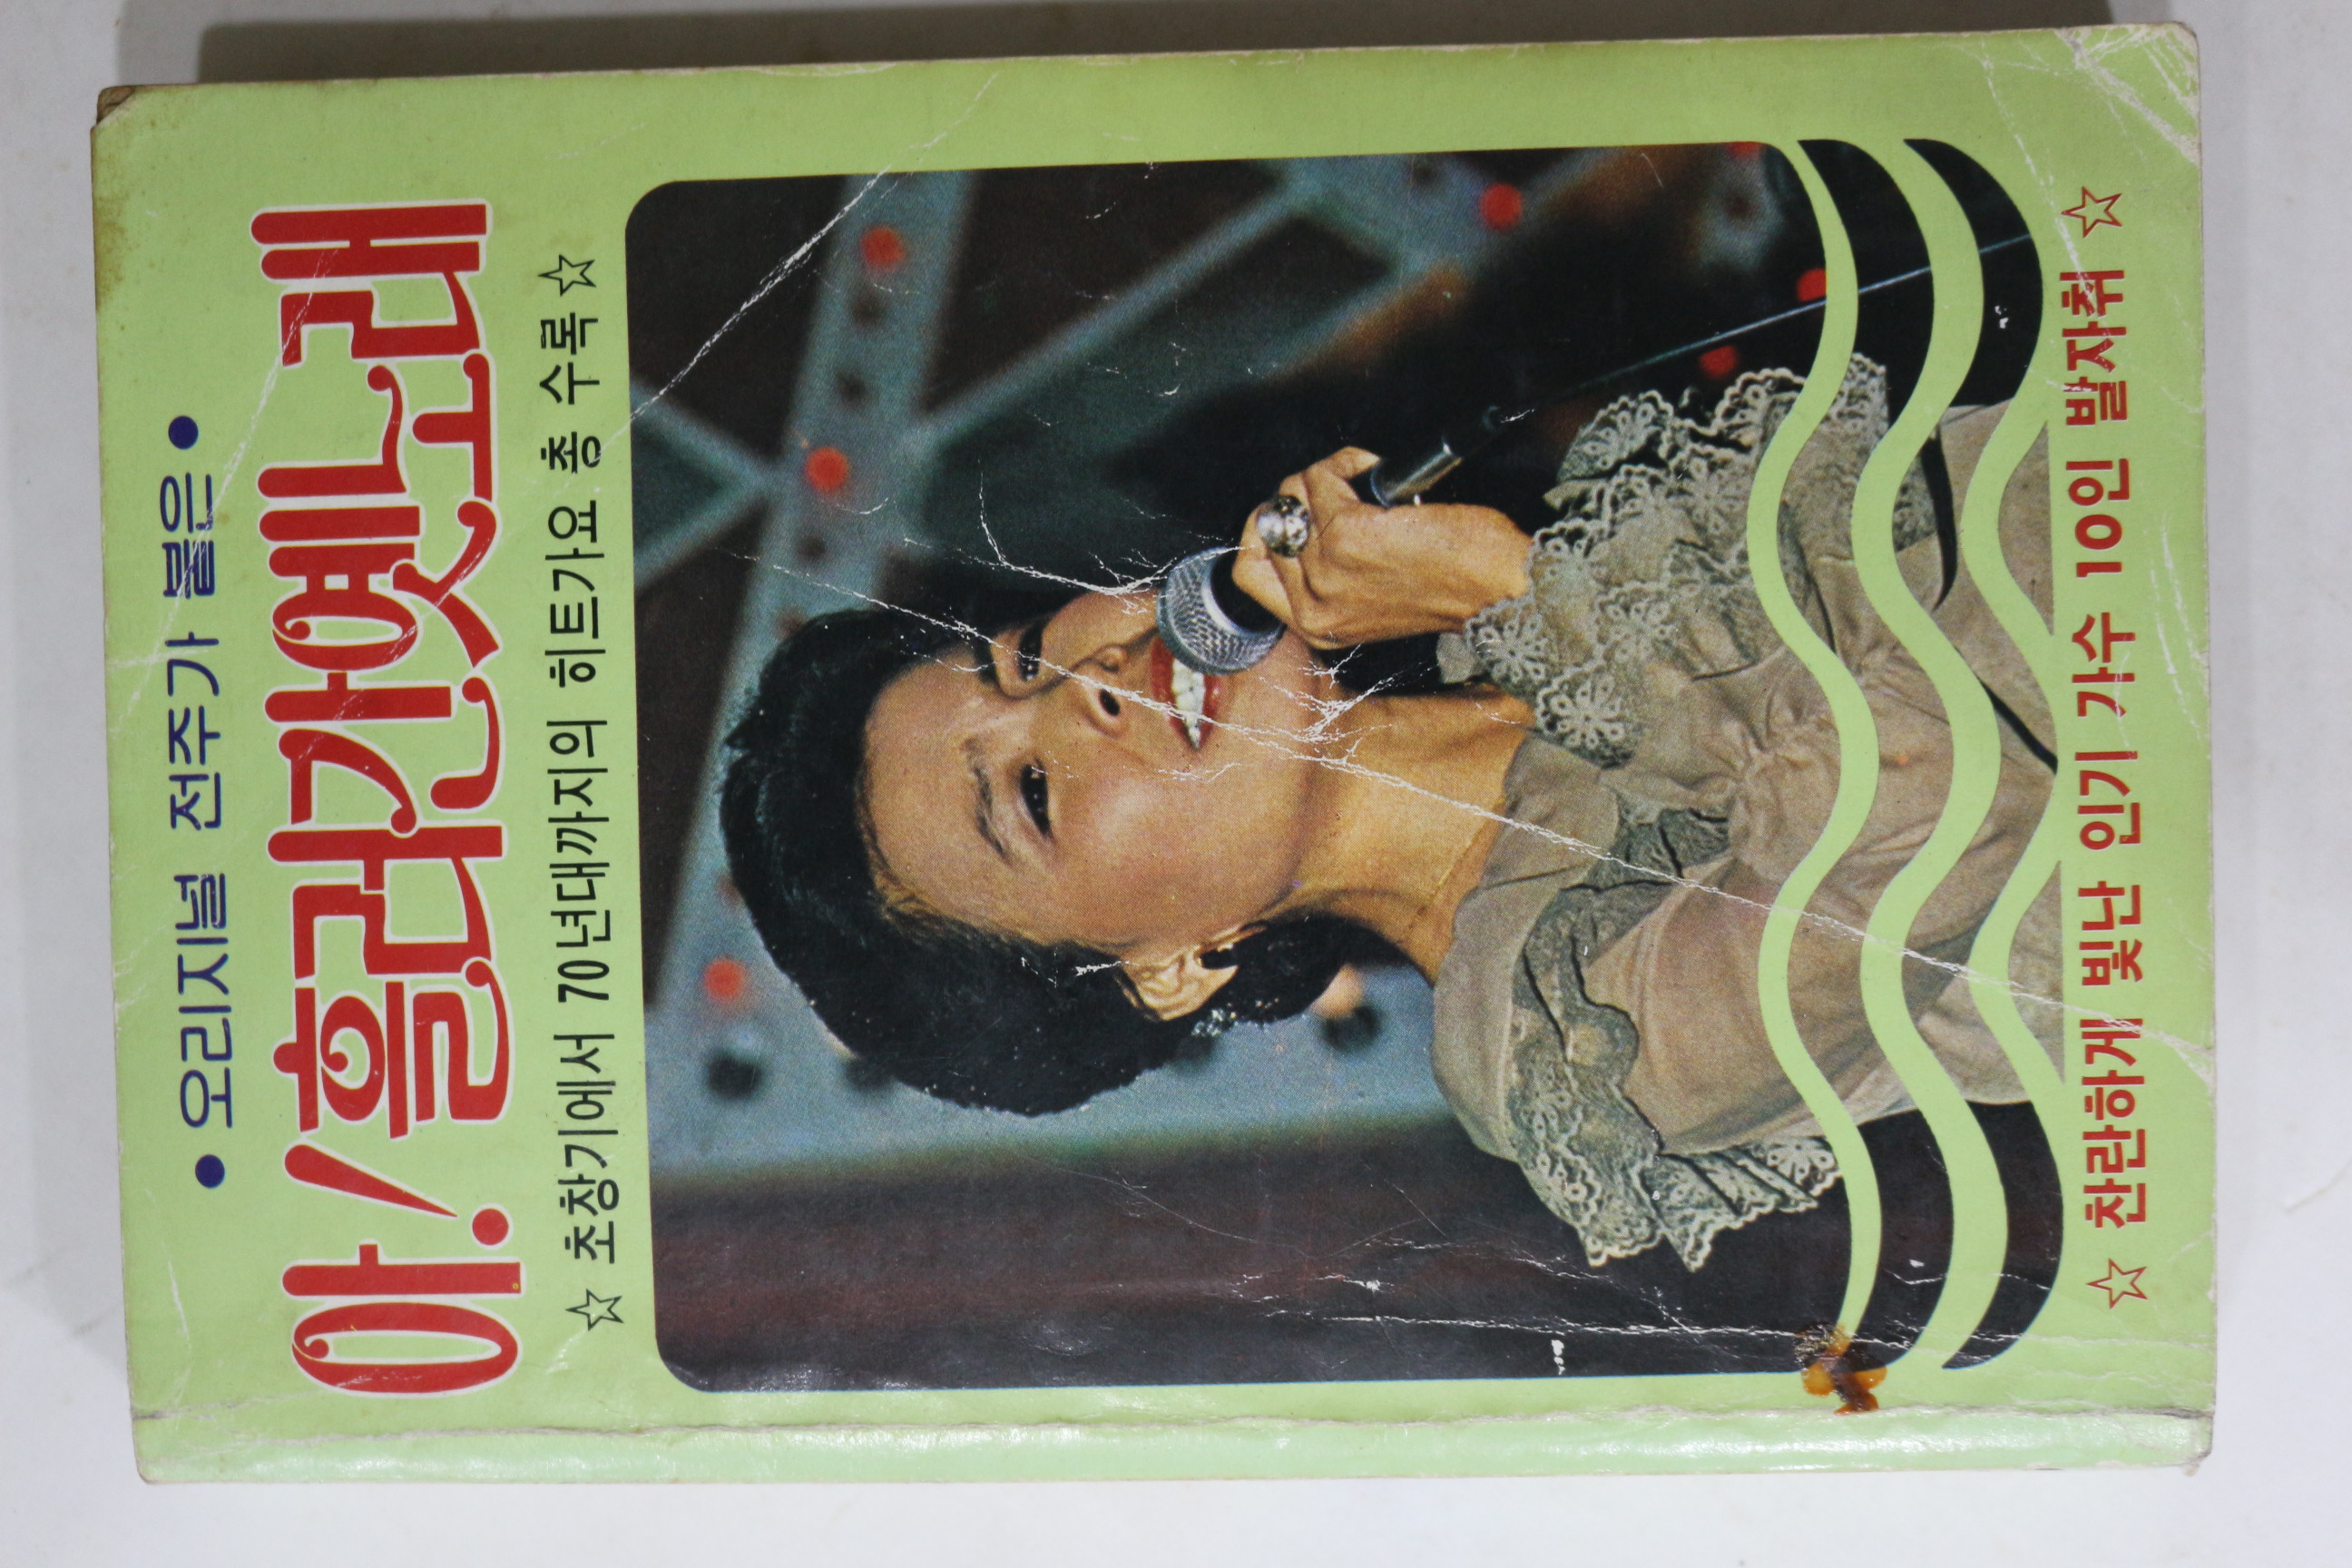 ● 오리지널 전주가 붙은 ●
아! 흘러간 옛노래
☆ 초창기에서 70년대까지의 히트가요 총 수록 ☆
☆ 찬란하게 빛난 인기 가수 10인 발자취 ☆